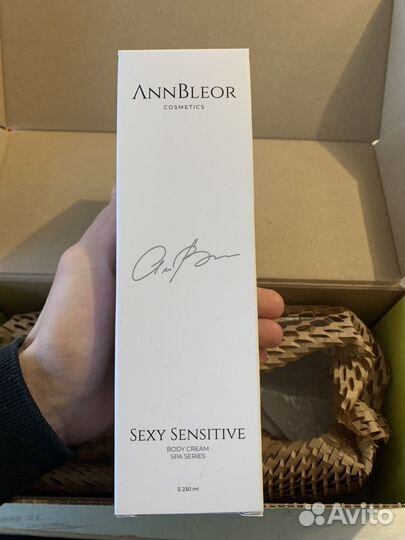 ANNBLEOR
COSMETICS
SEXY SENSITIVE
BODY CREAM
SPA SERIES
E 230 ml
Avito